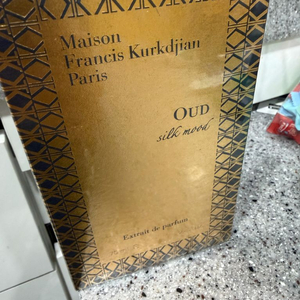 Maison
Francis Kurkdjian
Paris
OUD
silk mood
Extrait de parfum